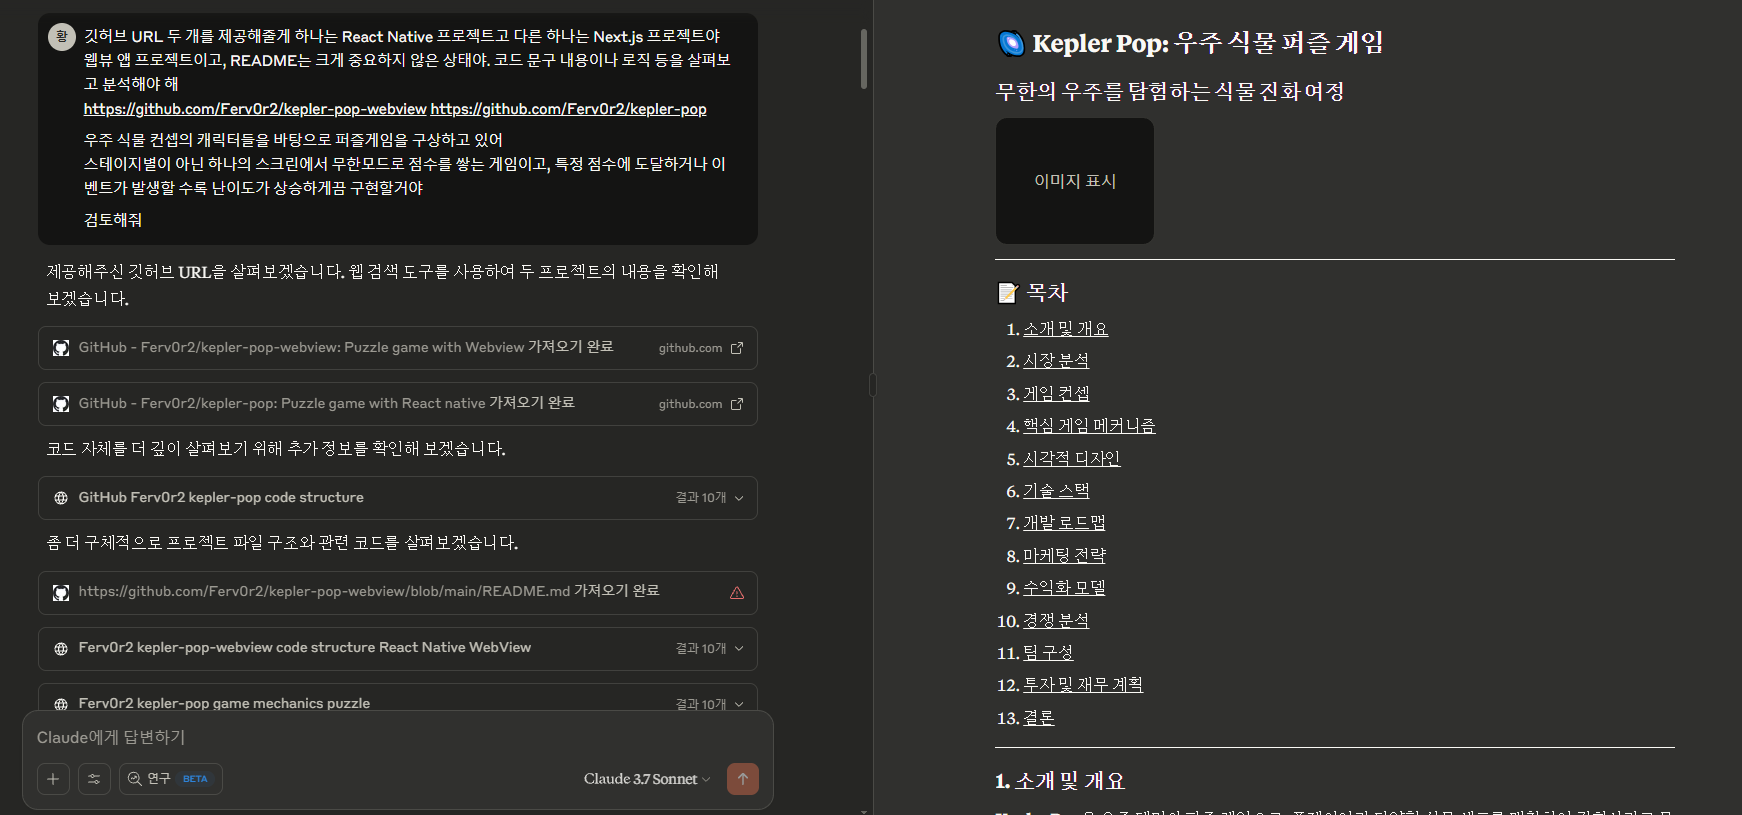 황
깃허브 URL 두 개를 제공해줄게 하나는 React Native 프로젝트고 다른 하나는 Next.js 프로젝트야
웹뷰 앱 프로젝트이고, README는 크게 중요하지 않은 상태야. 코드 문구 내용이나 로직 등을 살펴보
고 분석해야 해
https://github.com/Ferv0r2/kepler-pop-webview https://github.com/Ferv0r2/kepler-pop
우주 식물 컨셉의 캐릭터들을 바탕으로 퍼즐게임을 구상하고 있어
스테이지별이 아닌 하나의 스크린에서 무한모드로 점수를 쌓는 게임이고, 특정 점수에 도달하거나 이
벤트가 발생할 수록 난이도가 상승하게끔 구현할거야
검토해줘
제공해주신 깃허브 URL을 살펴보겠습니다. 웹 검색 도구를 사용하여 두 프로젝트의 내용을 확인해
보겠습니다.
GitHub - Ferv0r2/kepler-pop-webview: Puzzle game with Webview 가져오기 완료 github.com
GitHub - Ferv0r2/kepler-pop: Puzzle game with React native 가져오기 완료 github.com
코드 자체를 더 깊이 살펴보기 위해 추가 정보를 확인해 보겠습니다.
GitHub Ferv0r2 kepler-pop code structure 결과 10개
좀 더 구체적으로 프로젝트 파일 구조와 관련 코드를 살펴보겠습니다.
https://github.com/Ferv0r2/kepler-pop-webview/blob/main/README.md 가져오기 완료
Ferv0r2 kepler-pop-webview code structure React Native WebView 결과 10개
Ferv0r2 kepler-pop game mechanics puzzle 결과 10개
Claude에게 답변하기
연구 BETA
Claude 3.7 Sonnet
Kepler Pop: 우주 식물 퍼즐 게임
무한의 우주를 탐험하는 식물 진화 여정
이미지 표시
목차
1. 소개 및 개요
2. 시장 분석
3. 게임 컨셉
4. 핵심 게임 메커니즘
5. 시각적 디자인
6. 기술 스택
7. 개발 로드맵
8. 마케팅 전략
9. 수익화 모델
10. 경쟁 분석
11. 팀 구성
12. 투자 및 재무 계획
13. 결론
1. 소개 및 개요